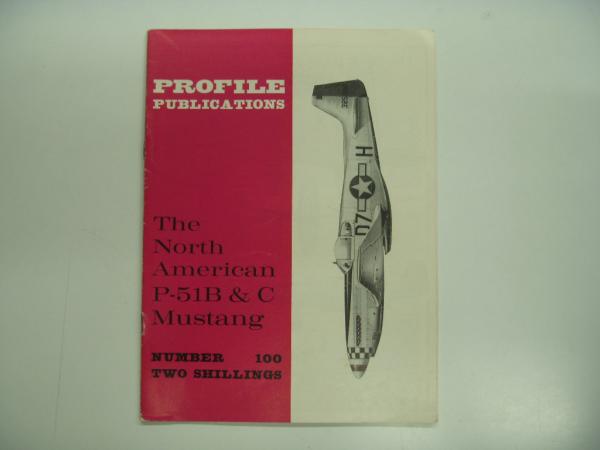 PROFILE
PUBLICATIONS
The
North
American
P-51B & C
Mustang
NUMBER 100
TWO SHILLINGS
H
D7